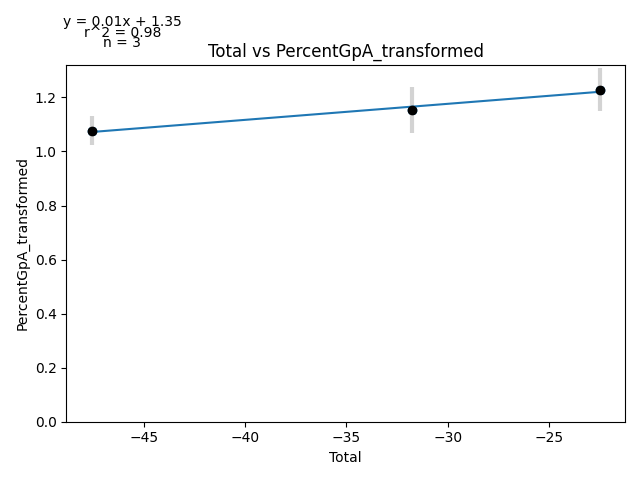 y = 0.01x + 1.35
r^2 = 0.98
n = 3
Total vs PercentGpA_transformed
PercentGpA_transformed
1.2
1.0
0.8
0.6
0.4
0.2
0.0
−45 −40 −35 −30 −25
Total